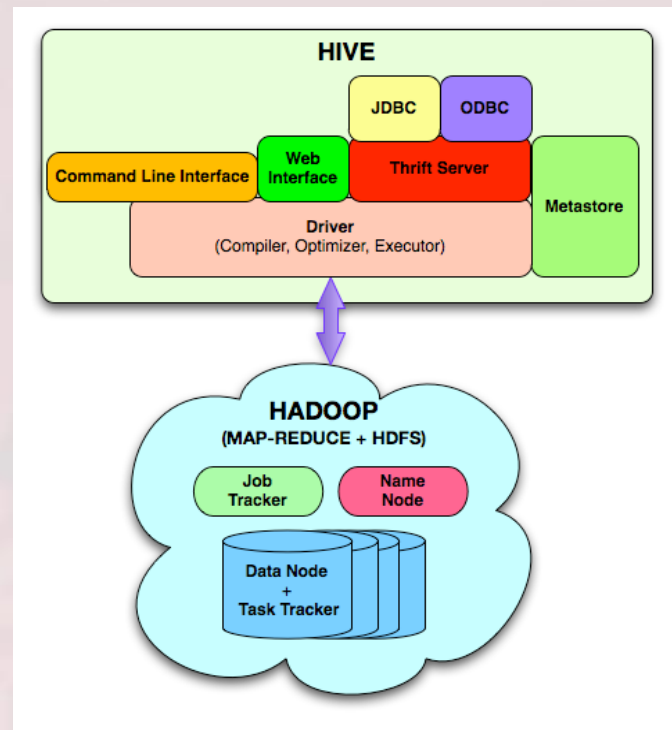 HIVE
JDBC
ODBC
Command Line Interface
Web
Interface
Thrift Server
Metastore
Driver
(Compiler, Optimizer, Executor)
HADOOP
(MAP-REDUCE + HDFS)
Job
Tracker
Name
Node
Data Node
+
Task Tracker